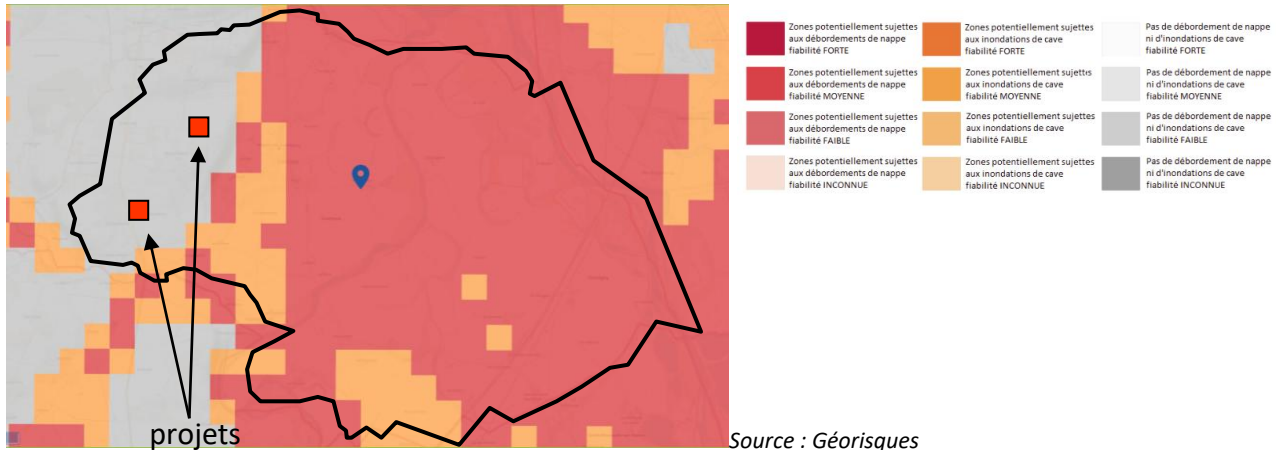 Zones potentiellement sujettes
aux débordements de nappe
fiabilité FORTE
Zones potentiellement sujettes
aux inondations de cave
fiabilité FORTE
Pas de débordement de nappe
ni d'inondations de cave
fiabilité FORTE
Zones potentiellement sujettes
aux débordements de nappe
fiabilité MOYENNE
Zones potentiellement sujettis
aux inondations de cave
fiabilité MOYENNE
Pas de débordement de nappe
ni d'inondations de cave
fiabilité MOYENNE
Zones potentiellement sujettes
aux débordements de nappe
fiabilité FAIBLE
Zones potentiellement sujettes
aux inondations de cave
fiabilité FAIBLE
Pas de débordement de nappe
ni d'inondations de cave
fiabilité FAIBLE
Zones potentiellement sujettes
aux débordements de nappe
fiabilité INCONNUE
Zones potentiellement sujettes
aux inondations de cave
fiabilité INCONNUE
Pas de débordement de nappe
ni d'inondations de cave
fiabilité INCONNUE
projets
Source : Géorisques